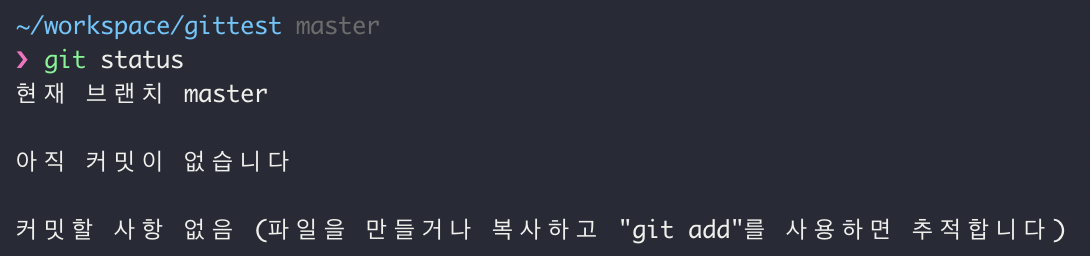 ~/workspace/gittest master
❯ git status
현재 브랜치 master
아직 커밋이 없습니다
커밋할 사항 없음 (파일을 만들거나 복사하고 "git add"를 사용하면 추적합니다)